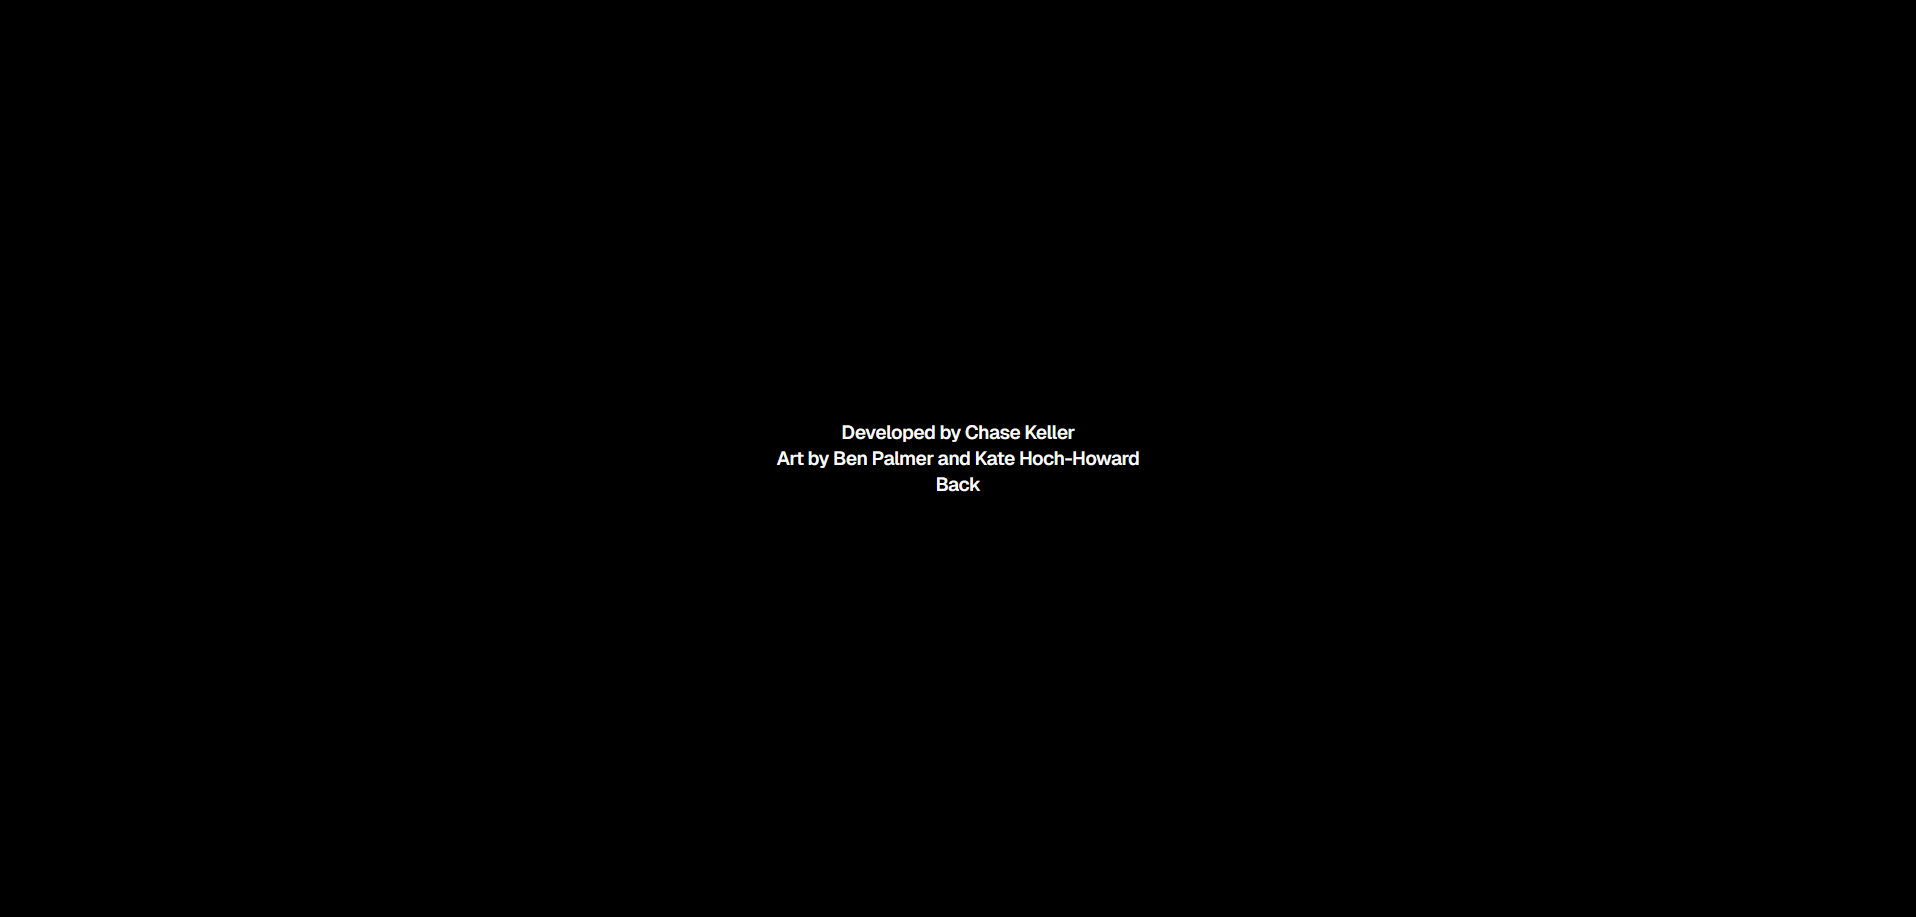 Developed by Chase Keller
Art by Ben Palmer and Kate Hoch-Howard
Back